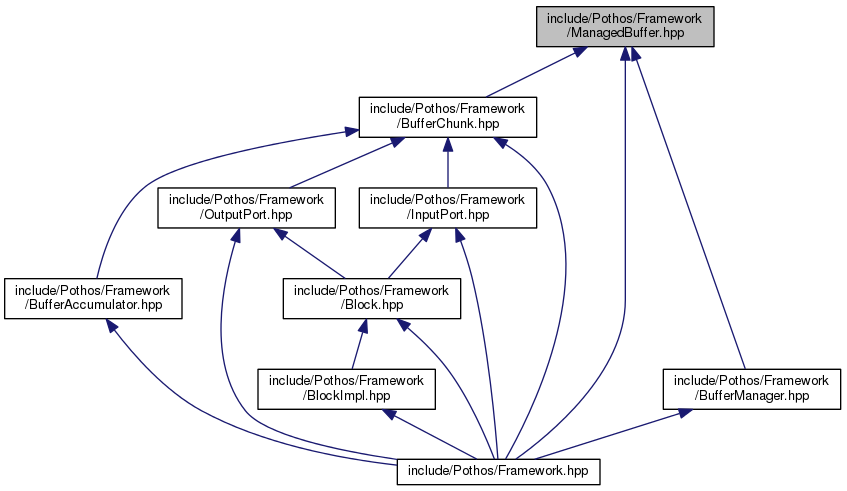 include/Pothos/Framework
/ManagedBuffer.hpp
include/Pothos/Framework
/BufferChunk.hpp
include/Pothos/Framework
/OutputPort.hpp
include/Pothos/Framework
/InputPort.hpp
include/Pothos/Framework
/BufferAccumulator.hpp
include/Pothos/Framework
/Block.hpp
include/Pothos/Framework
/BlockImpl.hpp
include/Pothos/Framework
/BufferManager.hpp
include/Pothos/Framework.hpp